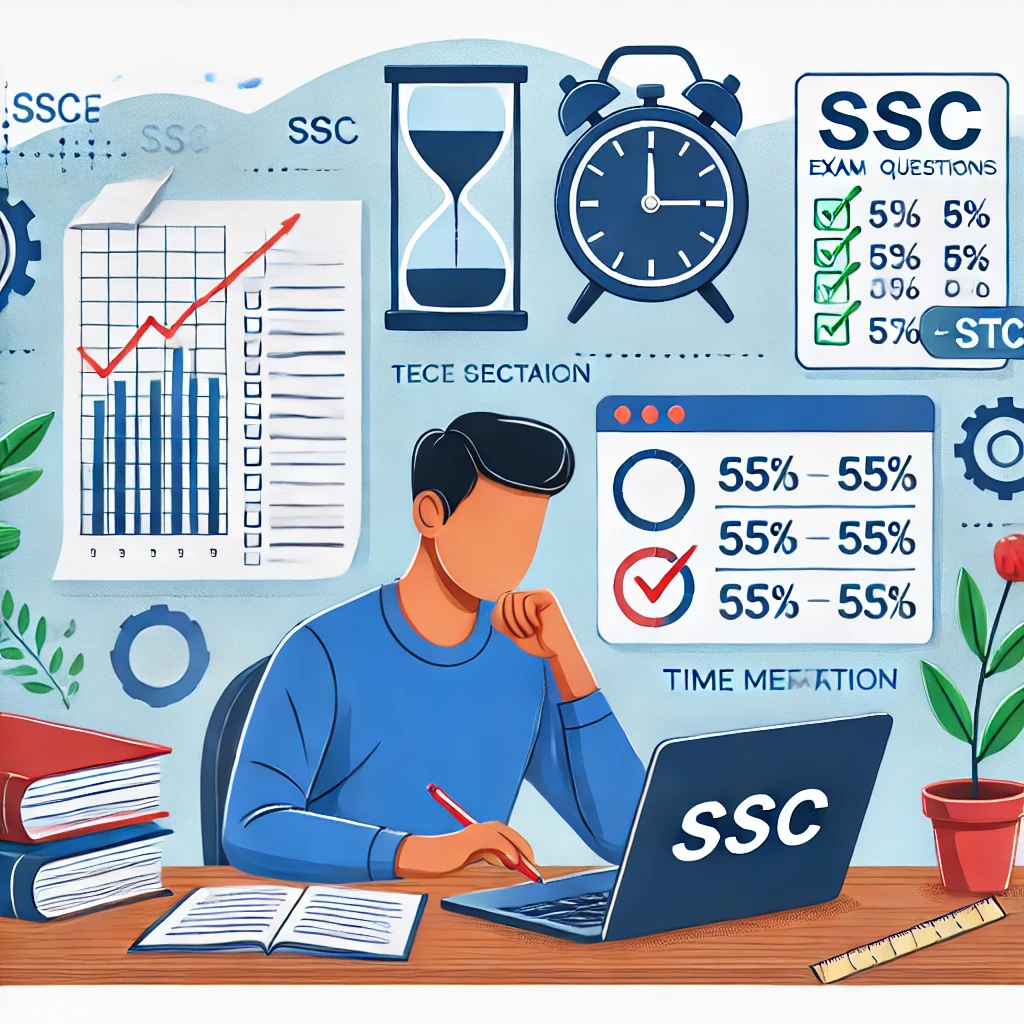 SSCE
SSC
SSC
SSC
EXAM QUESTIONS
5% 5%
5% 5%
5% - STC
TECE SECTAION
55% – 55%
55% – 55%
55% – 55%
TIME
SSC